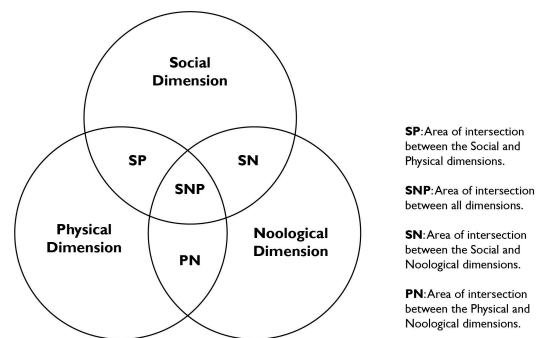 Social
Dimension
SP
SN
SNP
Physical
Dimension
Noological
Dimension
PN
SP: Area of intersection
between the Social and
Physical dimensions.
SNP: Area of intersection
between all dimensions.
SN: Area of intersection
between the Social and
Noological dimensions.
PN: Area of intersection
between the Physical and
Noological dimensions.